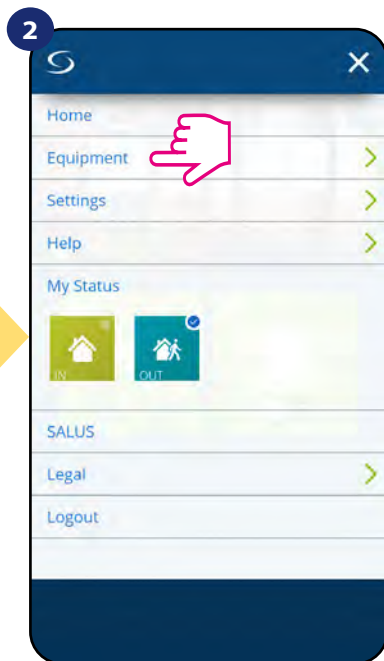 2
Home
Equipment
Settings
Help
My Status
IN
OUT
SALUS
Legal
Logout